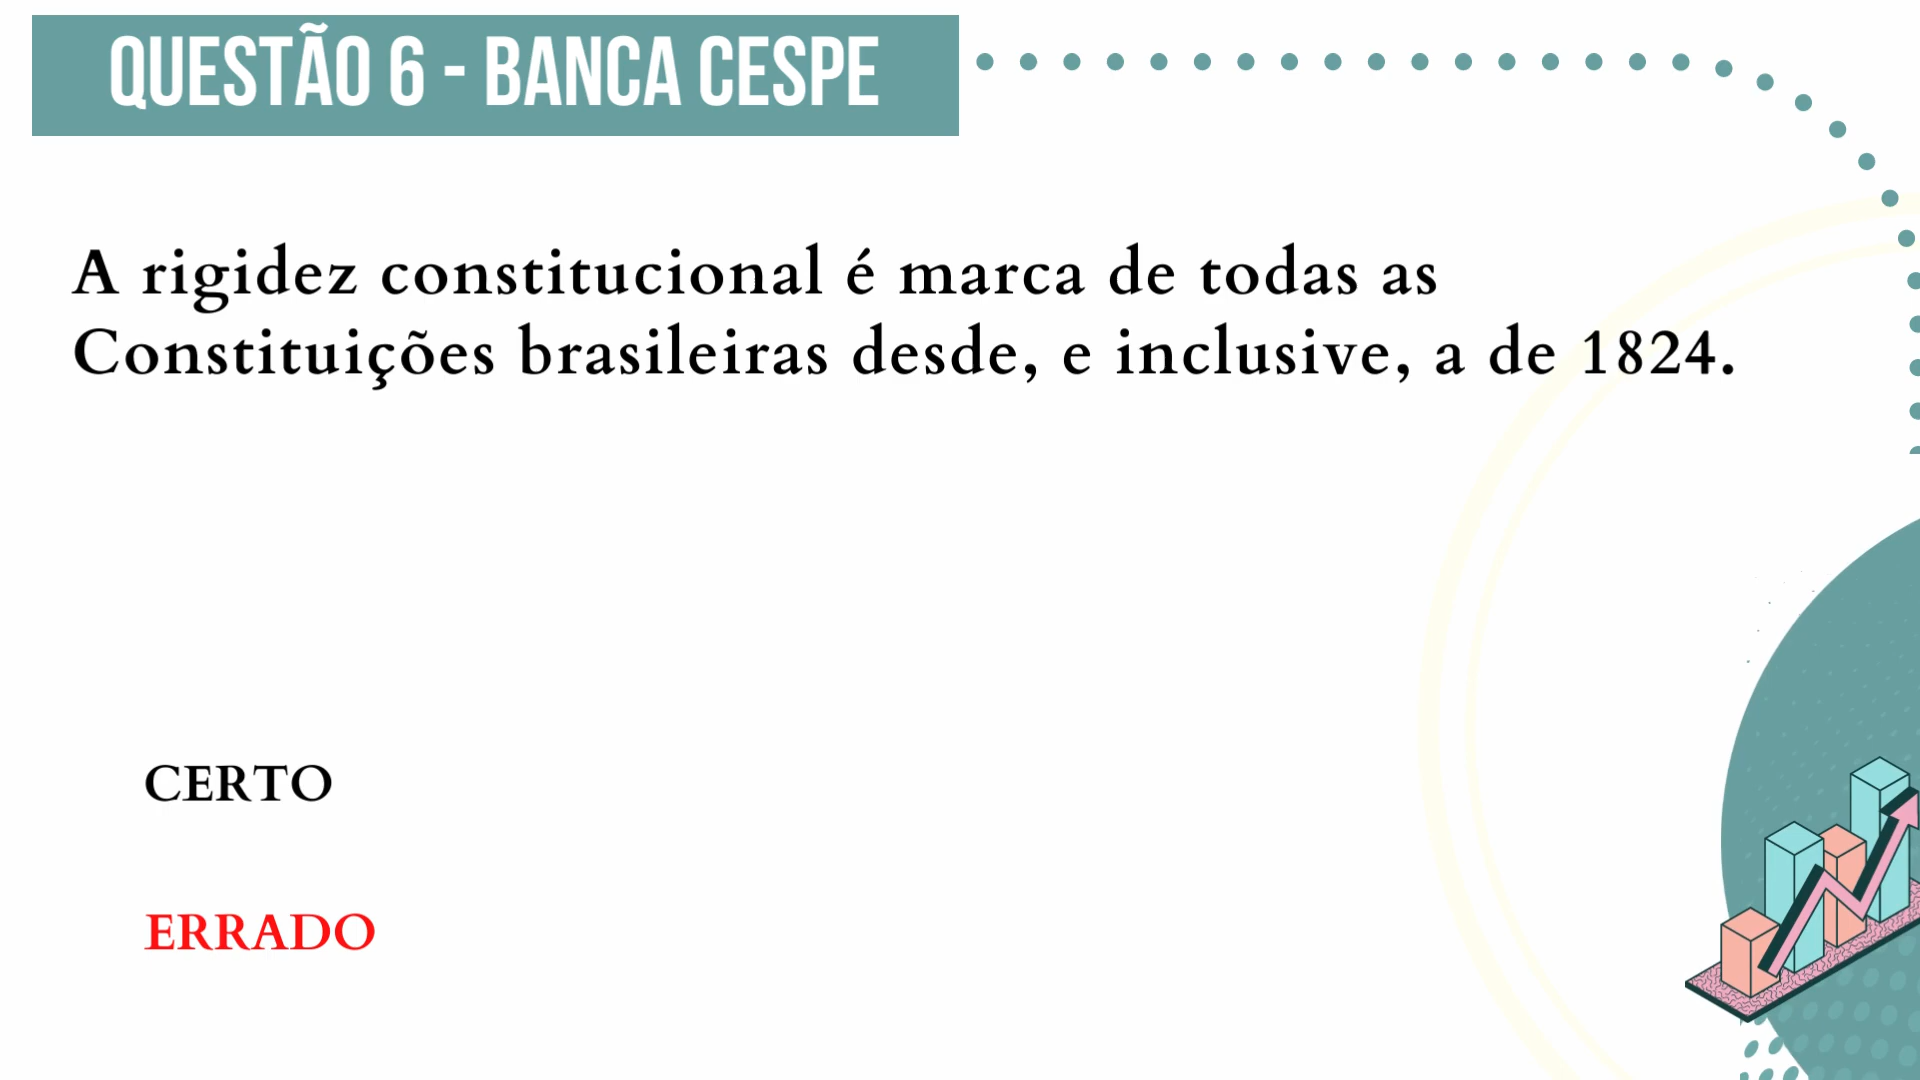 QUESTÃO 6 - BANCA CESPE
A rigidez constitucional é marca de todas as
Constituições brasileiras desde, e inclusive, a de 1824.
CERTO
ERRADO